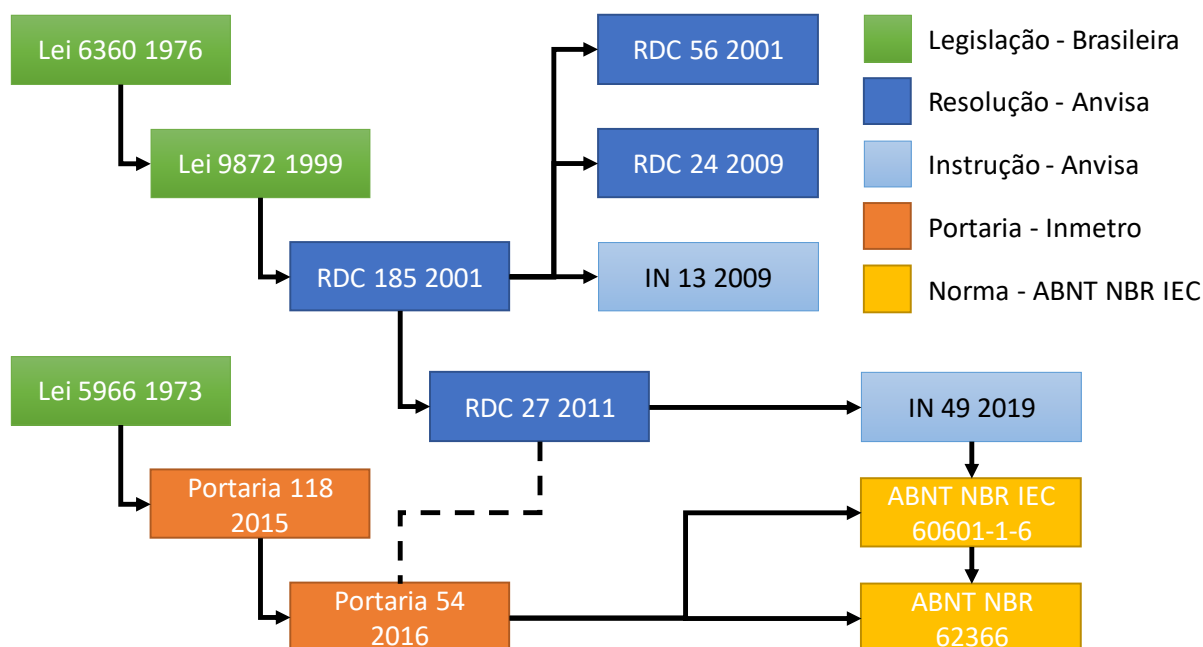 Lei 6360 1976
RDC 56 2001
Legislação - Brasileira
Resolução - Anvisa
Lei 9872 1999
RDC 24 2009
Instrução - Anvisa
Portaria - Inmetro
RDC 185 2001
IN 13 2009
Norma - ABNT NBR IEC
Lei 5966 1973
RDC 27 2011
IN 49 2019
Portaria 118
2015
ABNT NBR IEC
60601-1-6
Portaria 54
2016
ABNT NBR
62366